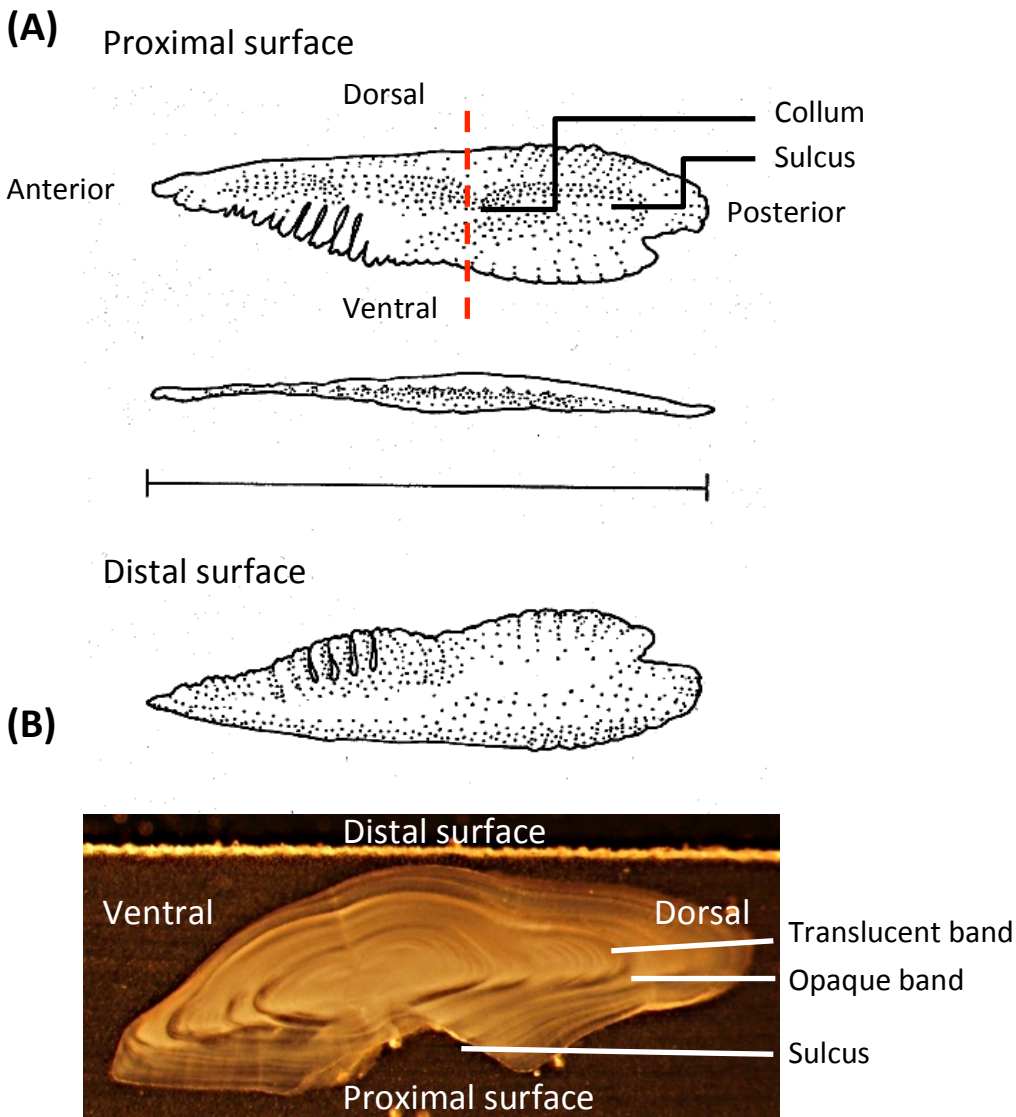 (A)
Proximal surface
Dorsal
Collum
Sulcus
Anterior
Posterior
Ventral
Distal surface
(B)
Distal surface
Ventral
Dorsal
Translucent band
Opaque band
Sulcus
Proximal surface